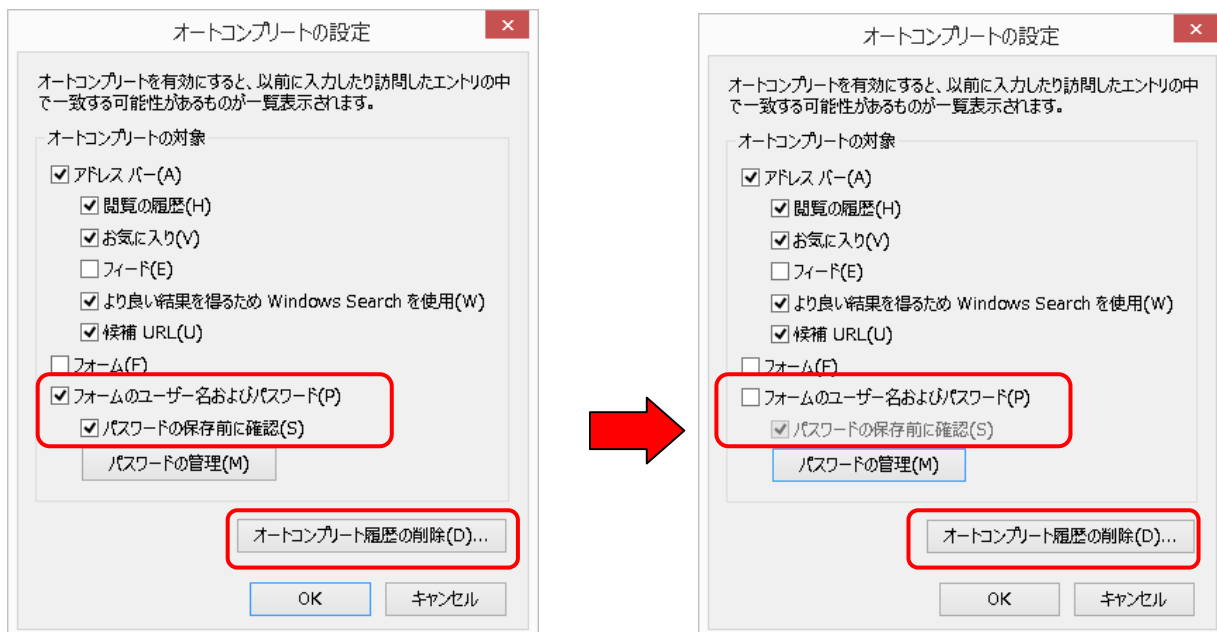 オートコンプリートの設定
オートコンプリートを有効にすると、以前に入力したり訪問したエントリの中
で一致する可能性があるものが一覧表示されます。
オートコンプリートの対象
アドレス バー(A)
閲覧の履歴(H)
お気に入り(V)
フィード(E)
より良い結果を得るため Windows Search を使用(W)
候補 URL(U)
フォーム(F)
フォームのユーザー名およびパスワード(P)
パスワードの保存前に確認(S)
パスワードの管理(M)
オートコンプリート履歴の削除(D)...
OK キャンセル
オートコンプリートの設定
オートコンプリートを有効にすると、以前に入力したり訪問したエントリの中
で一致する可能性があるものが一覧表示されます。
オートコンプリートの対象
アドレス バー(A)
閲覧の履歴(H)
お気に入り(V)
フィード(E)
より良い結果を得るため Windows Search を使用(W)
候補 URL(U)
フォーム(F)
フォームのユーザー名およびパスワード(P)
パスワードの保存前に確認(S)
パスワードの管理(M)
オートコンプリート履歴の削除(D)...
OK キャンセル